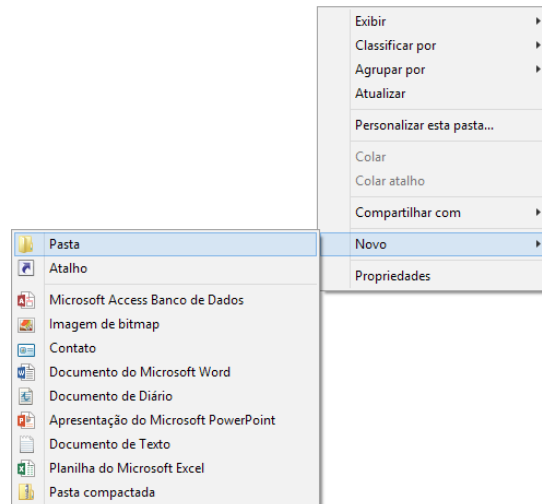 Exibir
Classificar por
Agrupar por
Atualizar
Personalizar esta pasta...
Colar
Colar atalho
Compartilhar com
Novo
Propriedades
Pasta
Atalho
Microsoft Access Banco de Dados
Imagem de bitmap
Contato
Documento do Microsoft Word
Documento de Diário
Apresentação do Microsoft PowerPoint
Documento de Texto
Planilha do Microsoft Excel
Pasta compactada